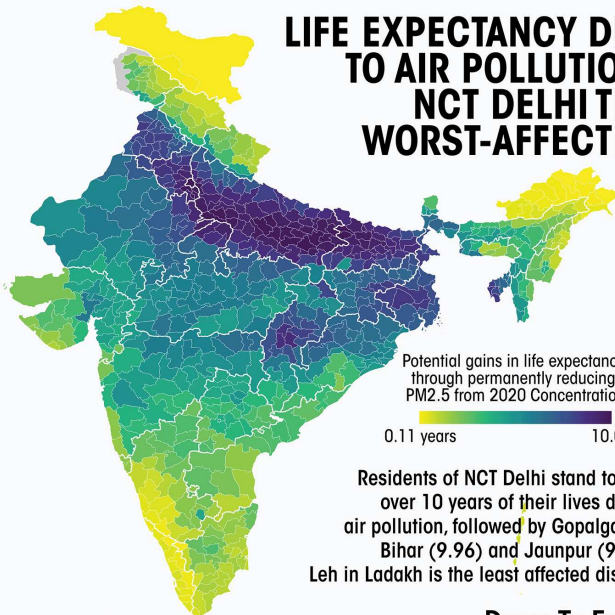 LIFE EXPECTANCY D
TO AIR POLLUTIO
NCT DELHI T
WORST-AFFECT
Potential gains in life expectanc
through permanently reducing
PM2.5 from 2020 Concentratio
0.11 years 10.
Residents of NCT Delhi stand to
over 10 years of their lives d
air pollution, followed by Gopalga
Bihar (9.96) and Jaunpur (9
Leh in Ladakh is the least affected dis